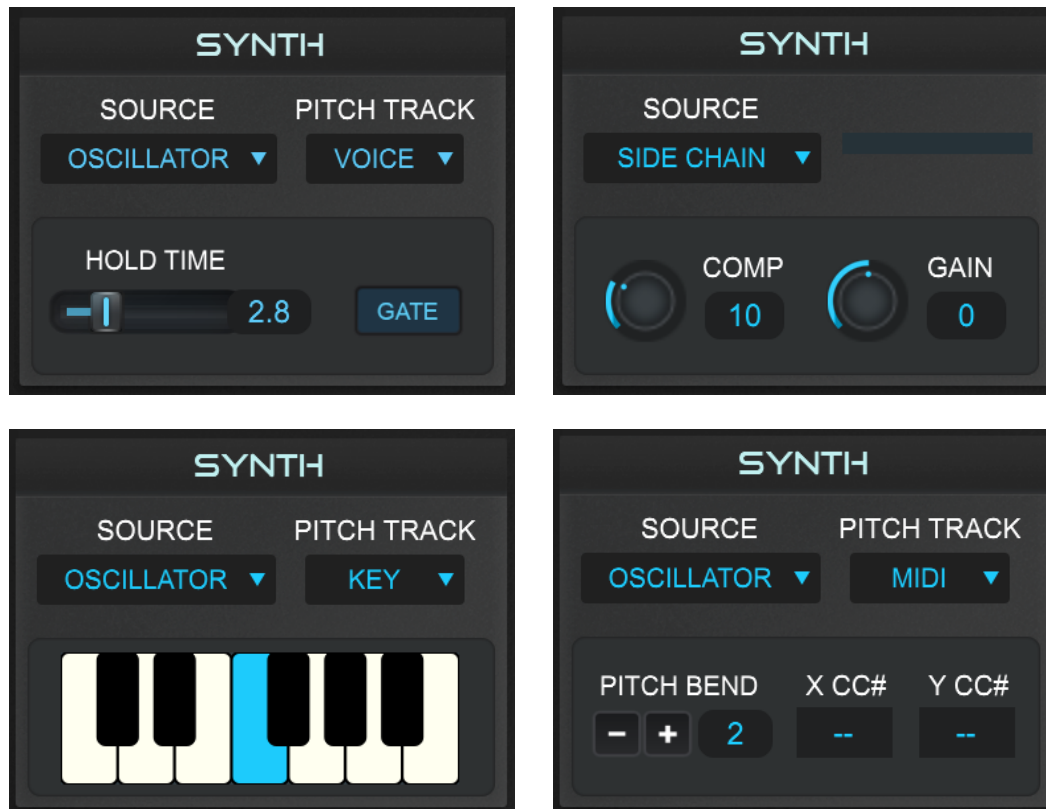 SYNTH
SOURCE PITCH TRACK
OSCILLATOR VOICE
HOLD TIME
2.8 GATE
SYNTH
SOURCE
SIDE CHAIN
COMP GAIN
10 0
SYNTH
SOURCE PITCH TRACK
OSCILLATOR KEY
SYNTH
SOURCE PITCH TRACK
OSCILLATOR MIDI
PITCH BEND X CC# Y CC#
- + 2 -- --